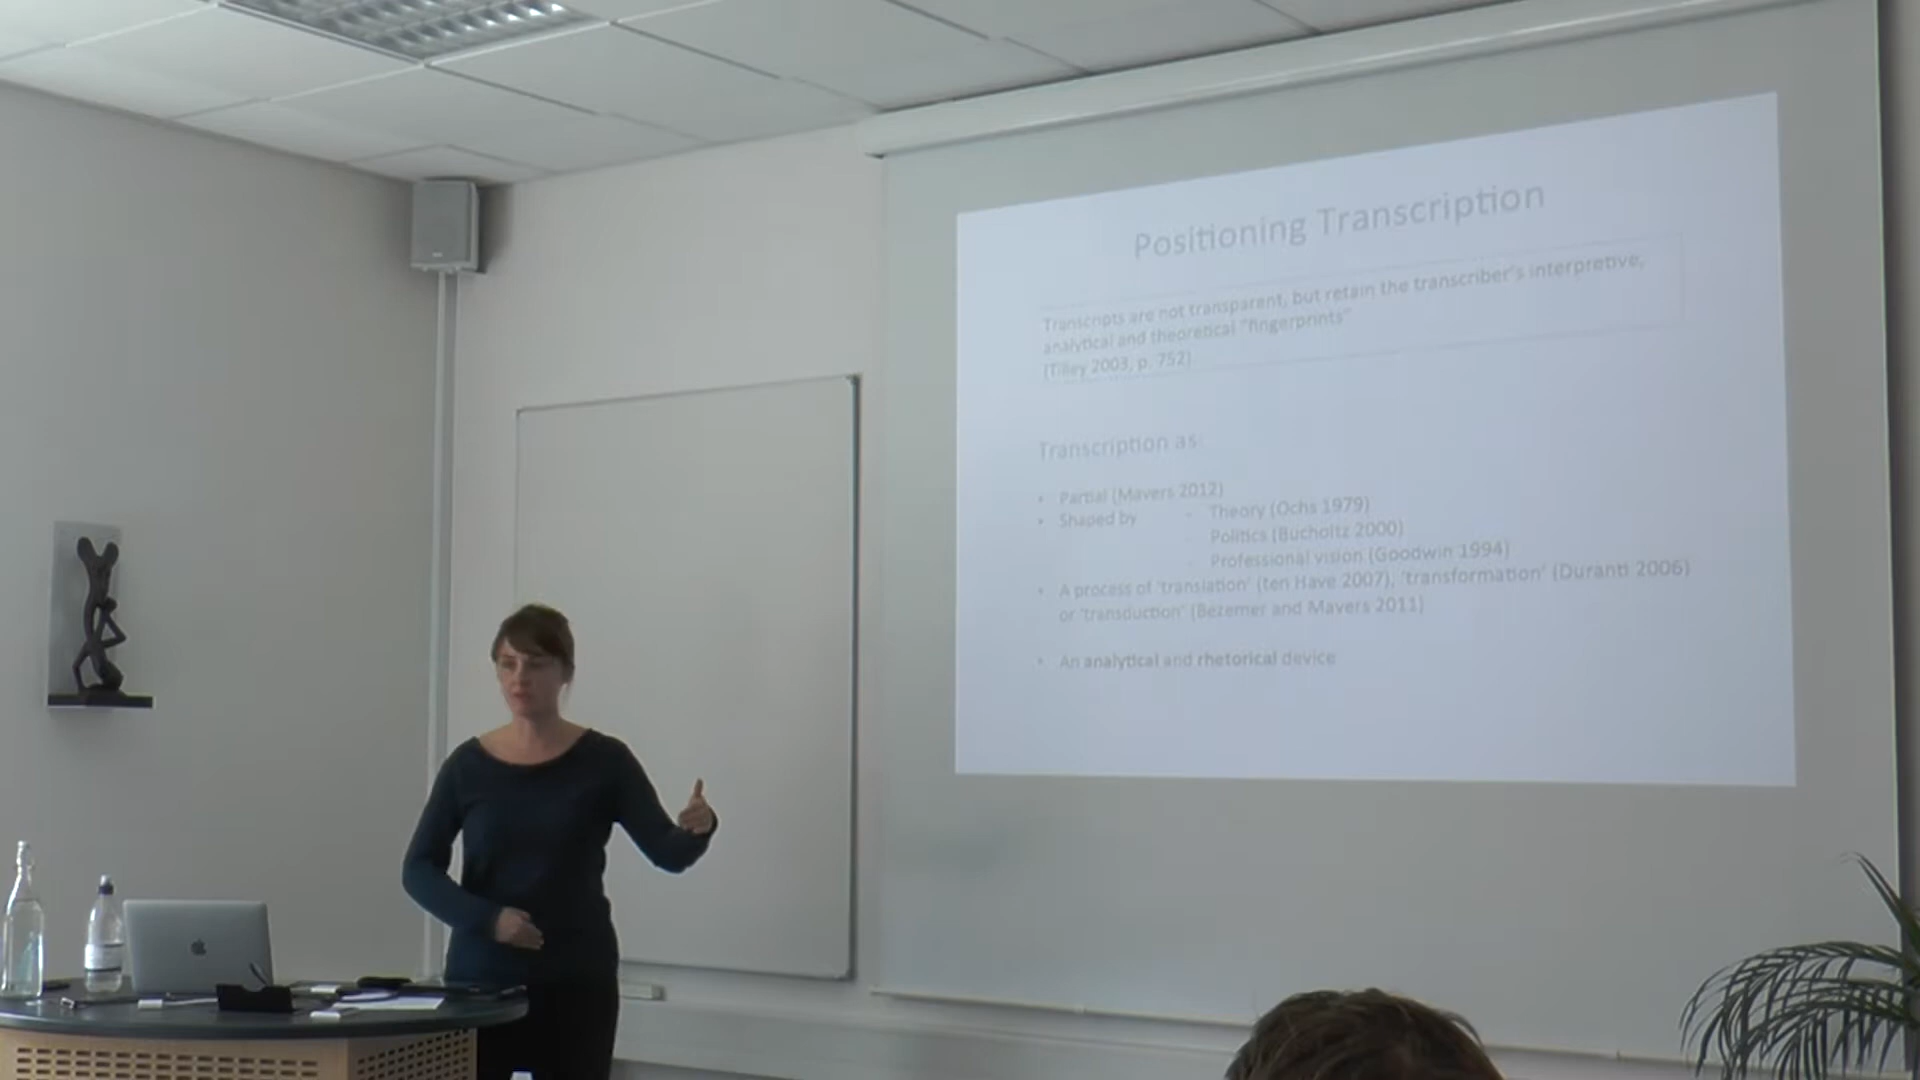 Positioning Transcription
Transcripts are not transparent, but retain the transcriber's interpretive,
analytical and theoretical "fingerprints"
(Tilley 2003, p. 752)
Transcription as:
• Partial (Mavers 2012)
• Shaped by - Theory (Ochs 1979)
- Politics (Bucholtz 2000)
- Professional vision (Goodwin 1994)
• A process of 'translation' (ten Have 2007), 'transformation' (Duranti 2006)
or 'transduction' (Bezemer and Mavers 2011)
• An analytical and rhetorical device